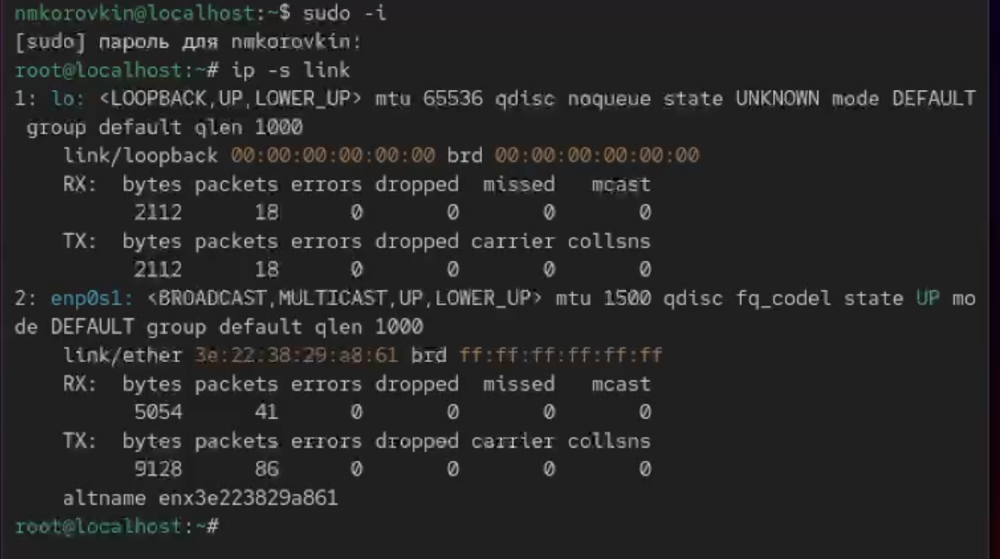 nmkorovkin@localhost:~$ sudo -i
[sudo] пароль для nmkorovkin:
root@localhost:~# ip -s link
1: lo: <LOOPBACK,UP,LOWER_UP> mtu 65536 qdisc noqueue state UNKNOWN mode DEFAULT
 group default qlen 1000
    link/loopback 00:00:00:00:00:00 brd 00:00:00:00:00:00
    RX:  bytes packets errors dropped  missed   mcast
          2112      18      0       0       0       0
    TX:  bytes packets errors dropped carrier collsns
          2112      18      0       0       0       0
2: enp0s1: <BROADCAST,MULTICAST,UP,LOWER_UP> mtu 1500 qdisc fq_codel state UP mo
de DEFAULT group default qlen 1000
    link/ether 3e:22:38:29:a8:61 brd ff:ff:ff:ff:ff:ff
    RX:  bytes packets errors dropped  missed   mcast
          5054      41      0       0       0       0
    TX:  bytes packets errors dropped carrier collsns
          9128      86      0       0       0       0
    altname enx3e223829a861
root@localhost:~#